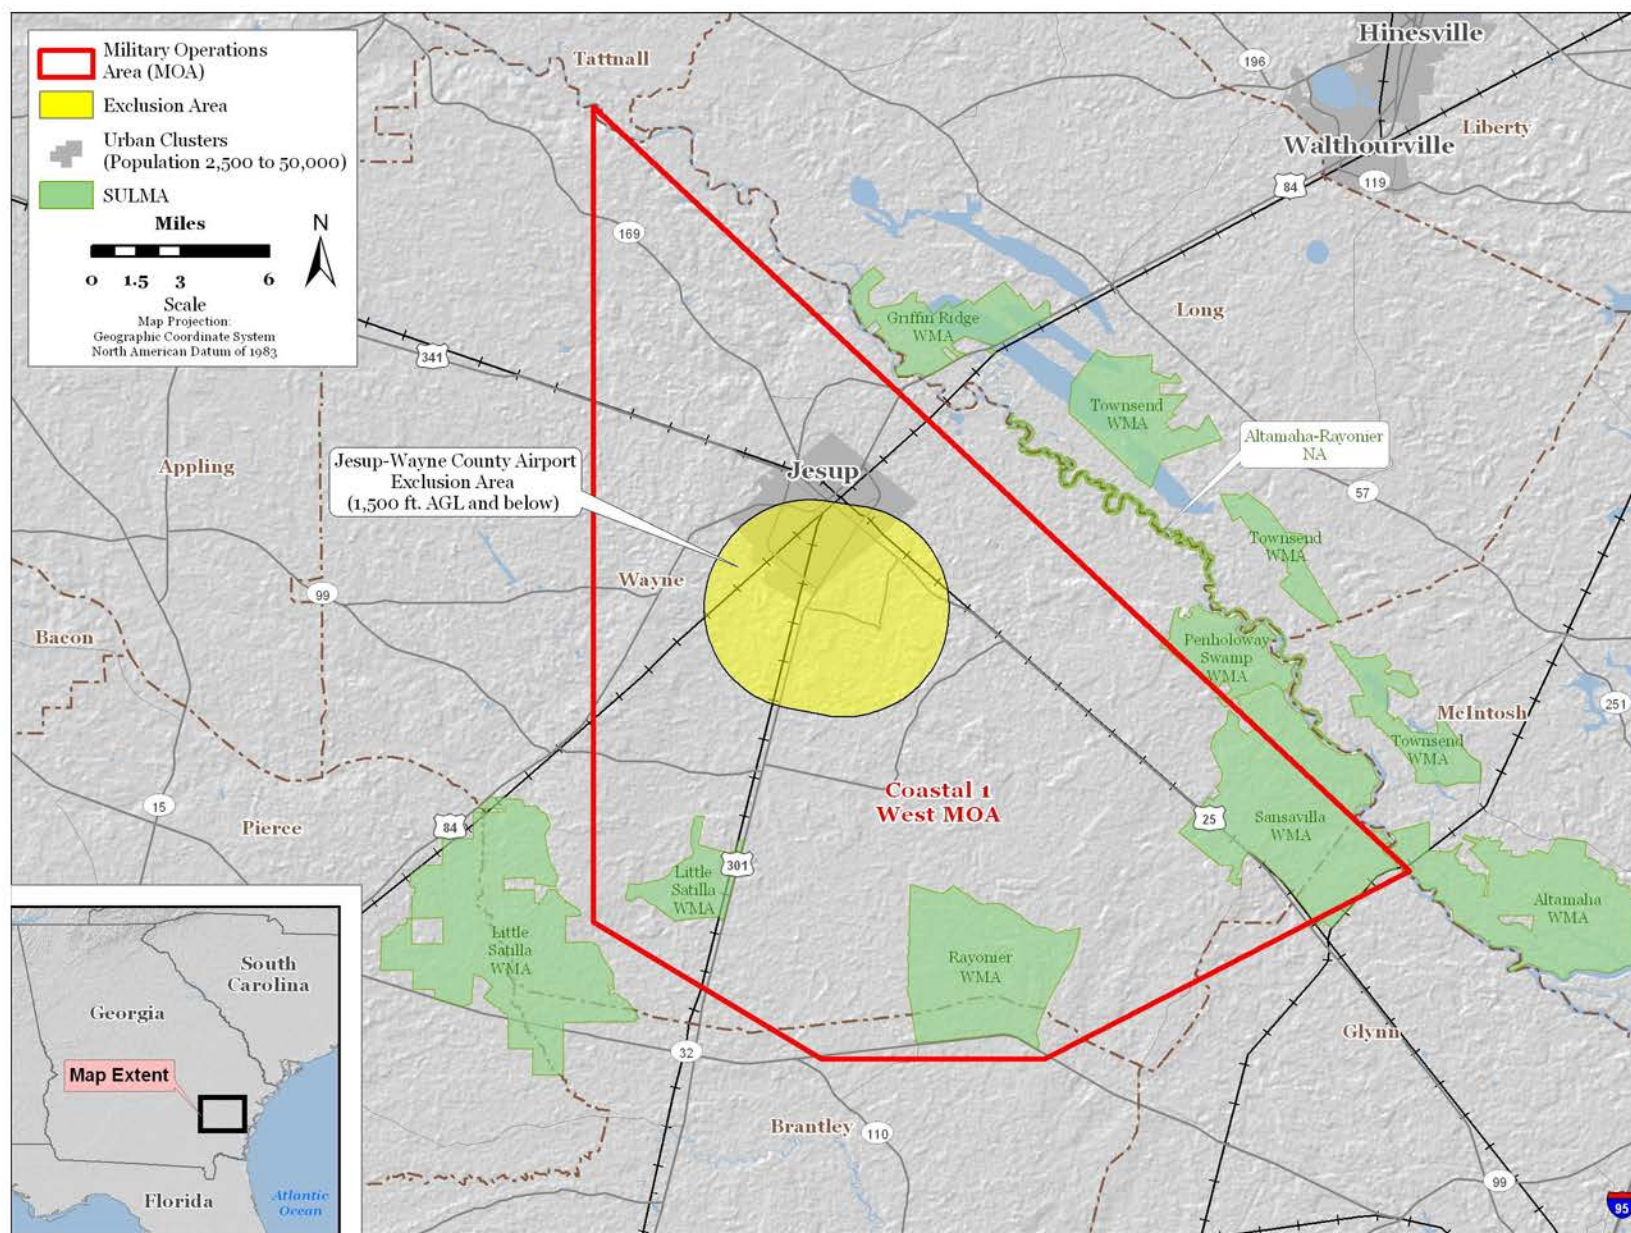 Military Operations
Area (MOA)
Exclusion Area
Urban Clusters
(Population 2,500 to 50,000)
SULMA
Miles
N
0 1.5 3 6
Scale
Map Projection:
Geographic Coordinate System
North American Datum of 1983
Tattnall
Hinesville
196
Liberty
Walthourville
119
84
169
Long
Griffin Ridge
WMA
341
Townsend
WMA
Altamaha-Rayonier
NA
57
Appling
Jesup-Wayne County Airport
Exclusion Area
(1,500 ft. AGL and below)
Jesup
Townsend
WMA
Wayne
99
Bacon
Penholoway
Swamp
WMA
McIntosh
251
Townsend
WMA
Coastal 1
West MOA
15
Pierce
84
25
Sansavilla
WMA
301
Little
Satilla
WMA
Altamaha
WMA
Little
Satilla
WMA
Rayonier
WMA
Glynn
32
Brantley
110
99
95
South
Carolina
Georgia
Map Extent
Florida
Atlantic
Ocean